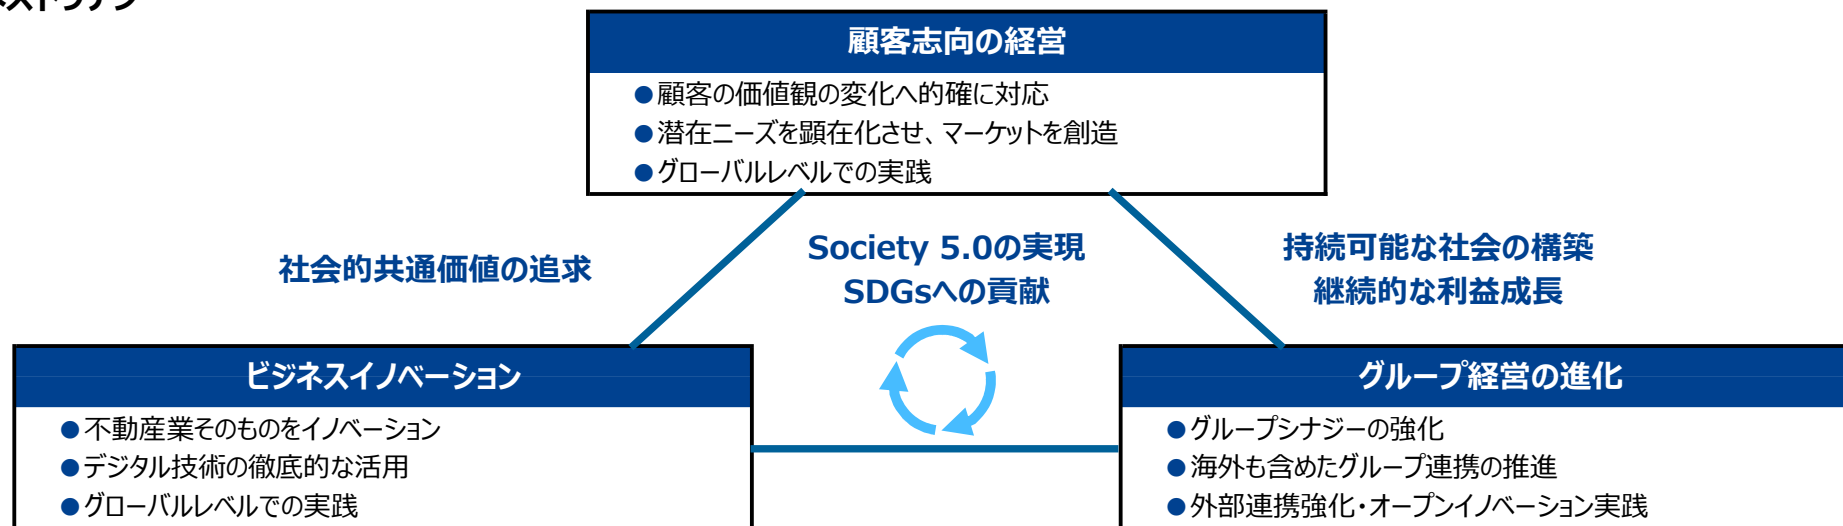 顧客志向の経営
●顧客の価値観の変化へ的確に対応
●潜在ニーズを顕在化させ、マーケットを創造
●グローバルレベルでの実践
社会的共通価値の追求
Society 5.0の実現
SDGsへの貢献
持続可能な社会の構築
継続的な利益成長
ビジネスイノベーション
●不動産業そのものをイノベーション
●デジタル技術の徹底的な活用
●グローバルレベルでの実践
グループ経営の進化
●グループシナジーの強化
●海外も含めたグループ連携の推進
●外部連携強化・オープンイノベーション実践